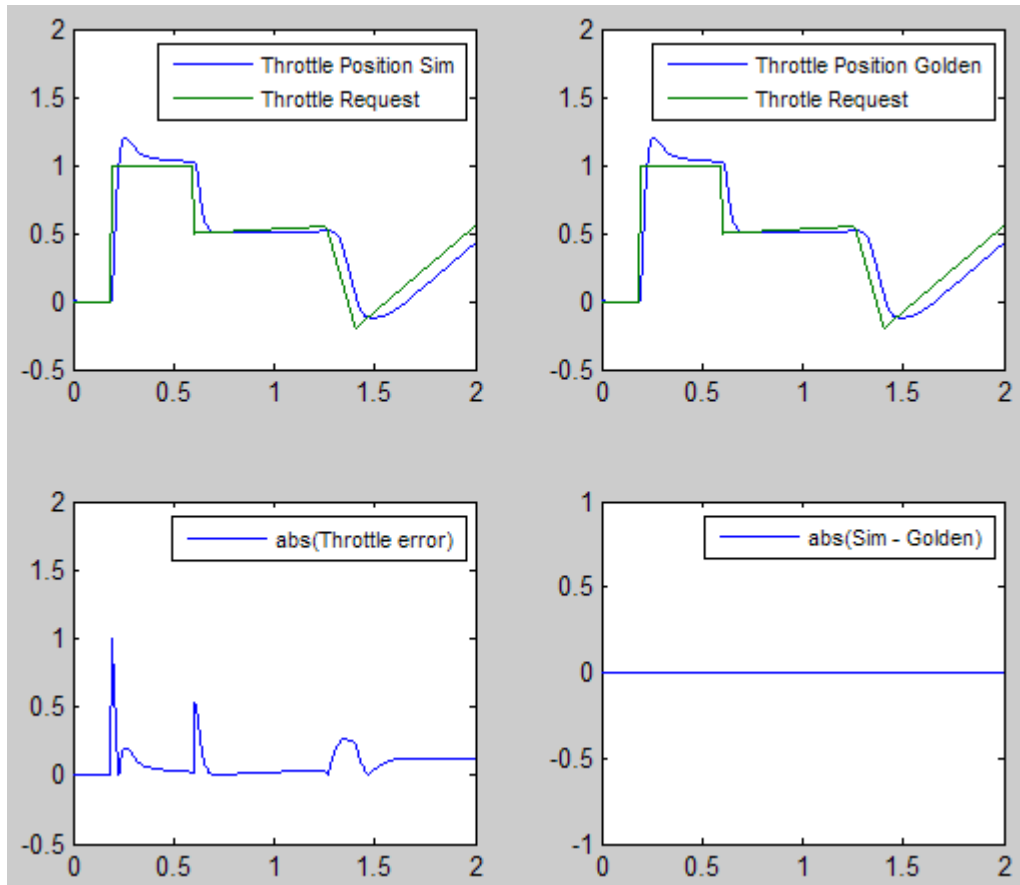 2
1.5
1
0.5
0
-0.5
0 0.5 1 1.5 2
Throttle Position Sim
Throttle Request
2
1.5
1
0.5
0
-0.5
0 0.5 1 1.5 2
Throttle Position Golden
Throtle Request
2
1.5
1
0.5
0
-0.5
0 0.5 1 1.5 2
abs(Throttle error)
1
0.5
0
-0.5
-1
0 0.5 1 1.5 2
abs(Sim - Golden)